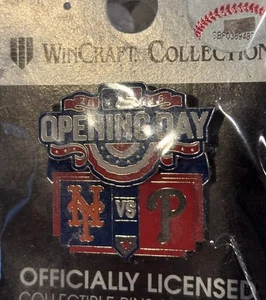 WINCRAFT COLLECTION
OPENING DAY
NY
VS
P
OFFICIALLY LICENSED